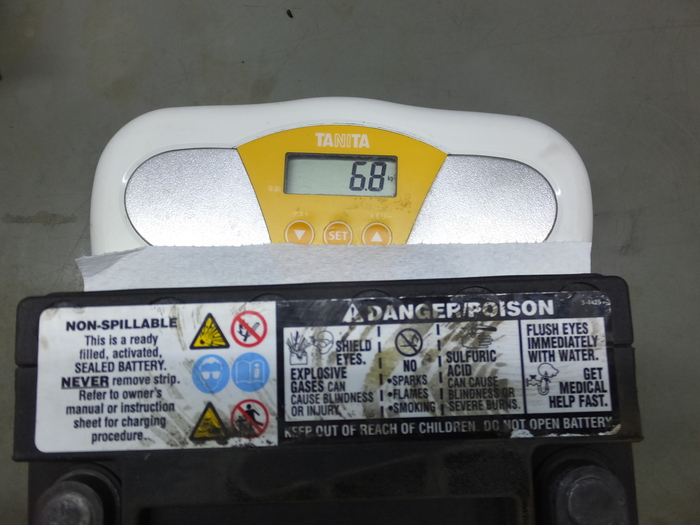 TANITA
6.8 kg
SET
NON-SPILLABLE
This is a ready
filled, activated,
SEALED BATTERY.
NEVER remove strip.
Refer to owner's
manual or instruction
sheet for charging
procedure.
DANGER/POISON
SHIELD
EYES.
EXPLOSIVE
GASES CAN
CAUSE BLINDNESS
OR INJURY.
NO
•SPARKS
•FLAMES
•SMOKING
SULFURIC
ACID
CAN CAUSE
BLINDNESS OR
SEVERE BURNS.
FLUSH EYES
IMMEDIATELY
WITH WATER.
GET
MEDICAL
HELP FAST.
KEEP OUT OF REACH OF CHILDREN. DO NOT OPEN BATTERY